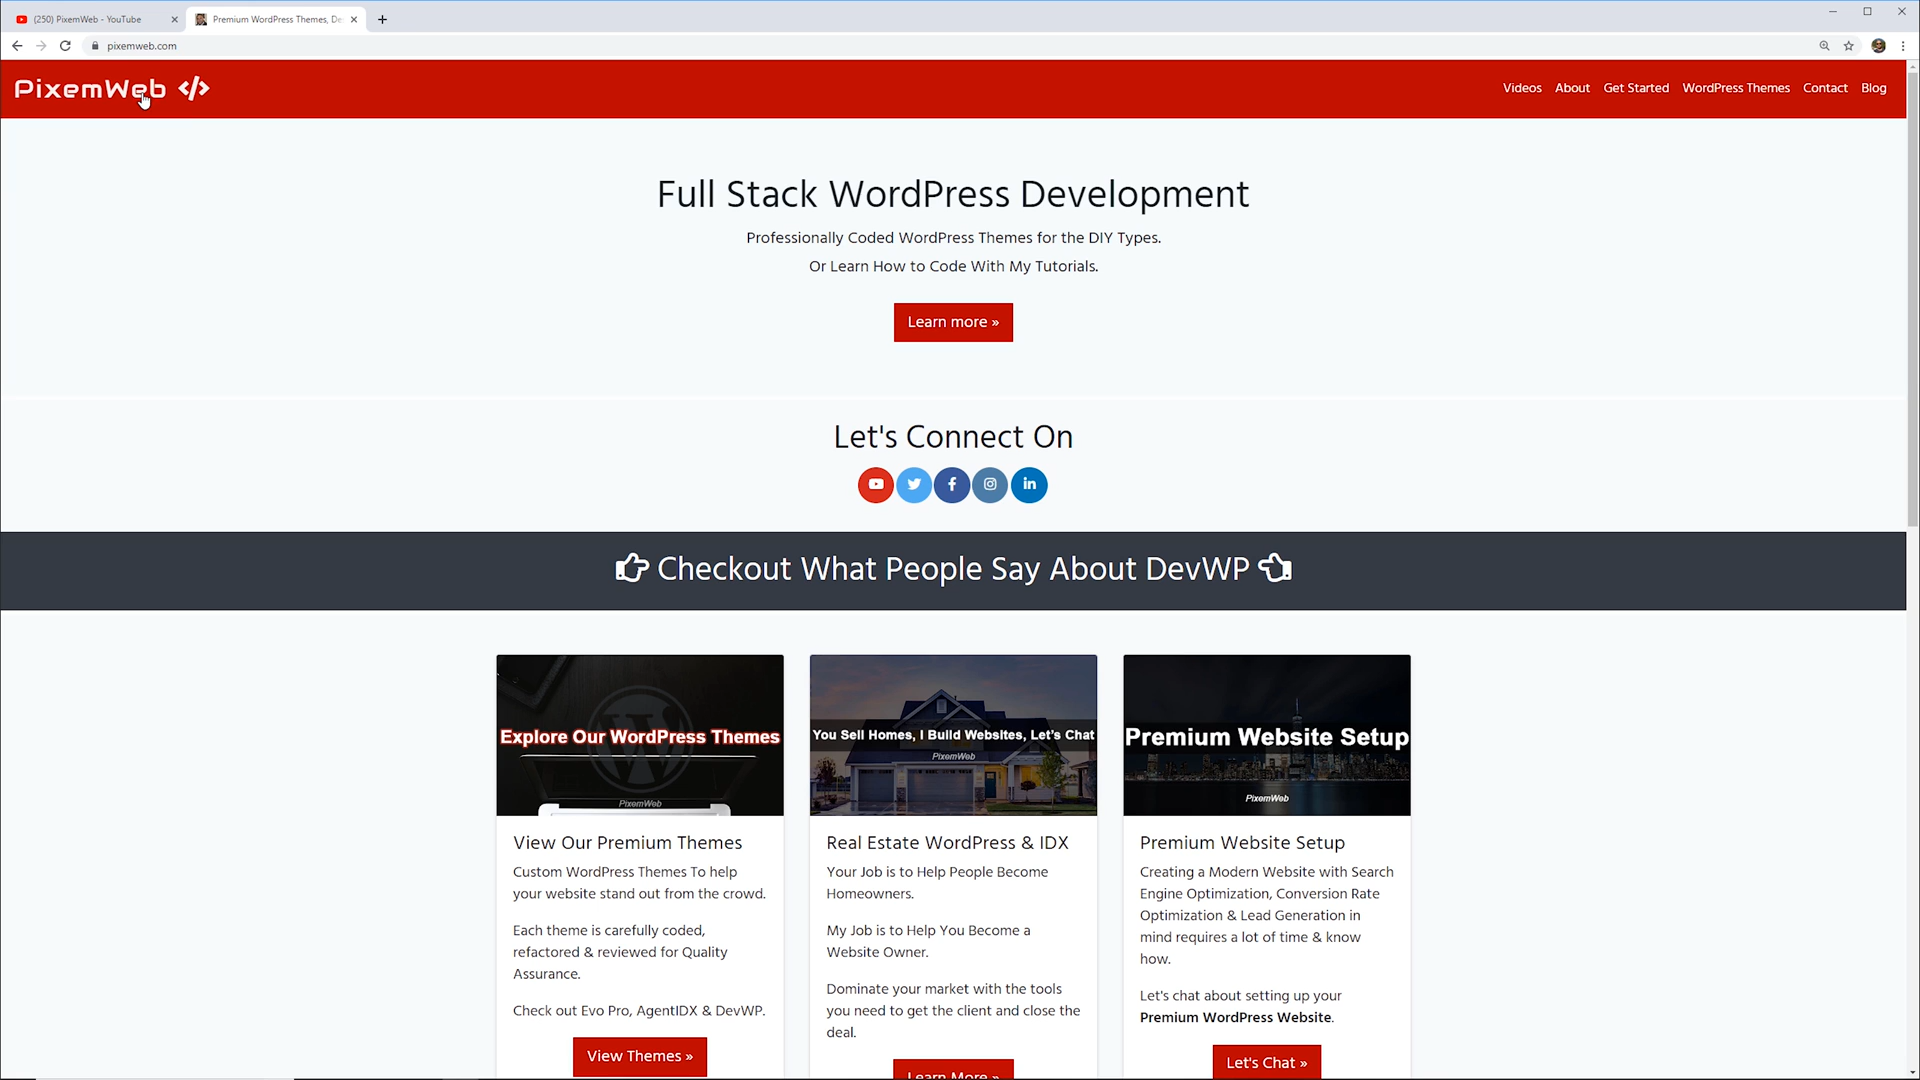 (250) PixemWeb - YouTube
Premium WordPress Themes, De
pixemweb.com
PixemWeb </>
Videos About Get Started WordPress Themes Contact Blog
Full Stack WordPress Development
Professionally Coded WordPress Themes for the DIY Types.
Or Learn How to Code With My Tutorials.
Learn more »
Let's Connect On
Checkout What People Say About DevWP
Explore Our WordPress Themes
PixemWeb
View Our Premium Themes
Custom WordPress Themes To help
your website stand out from the crowd.
Each theme is carefully coded,
refactored & reviewed for Quality
Assurance.
Check out Evo Pro, AgentIDX & DevWP.
View Themes »
You Sell Homes, I Build Websites, Let's Chat
PixemWeb
Real Estate WordPress & IDX
Your Job is to Help People Become
Homeowners.
My Job is to Help You Become a
Website Owner.
Dominate your market with the tools
you need to get the client and close the
deal.
Learn More »
Premium Website Setup
PixemWeb
Premium Website Setup
Creating a Modern Website with Search
Engine Optimization, Conversion Rate
Optimization & Lead Generation in
mind requires a lot of time & know
how.
Let's chat about setting up your
Premium WordPress Website.
Let's Chat »